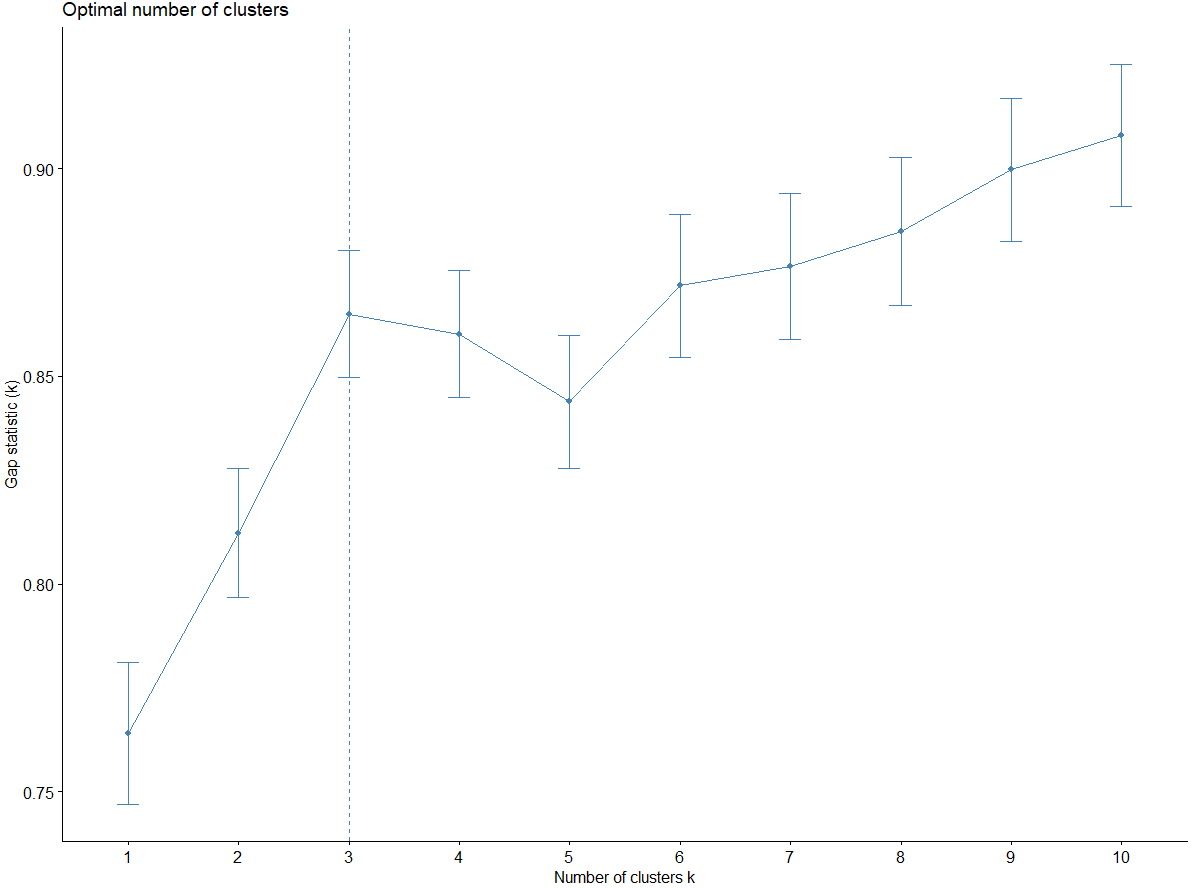 Optimal number of clusters
Gap statistic (k)
0.90
0.85
0.80
0.75
1 2 3 4 5 6 7 8 9 10
Number of clusters k